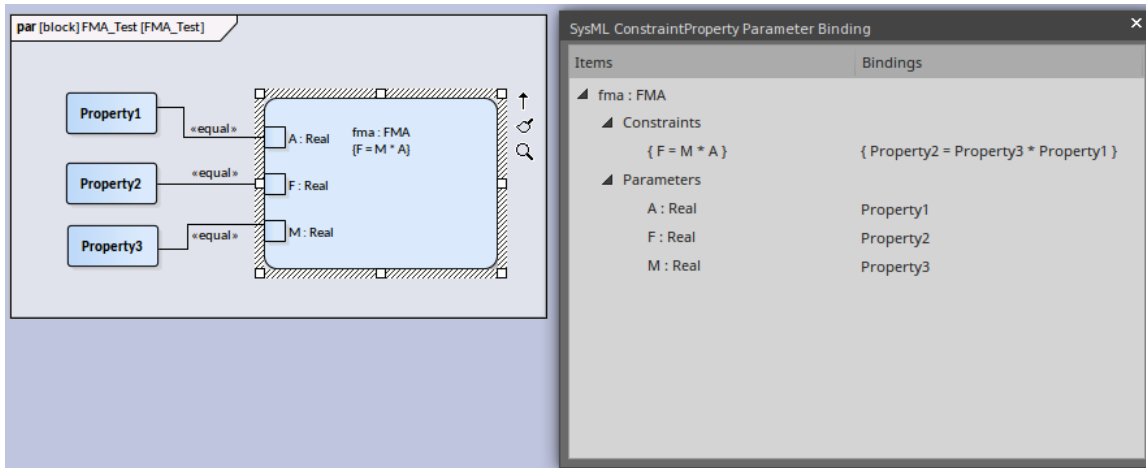 par [block] FMA_Test [FMA_Test]
Property1
«equal»
A : Real
fma : FMA
{F = M * A}
Property2
«equal»
F : Real
Property3
«equal»
M : Real
SysML ConstraintProperty Parameter Binding
Items Bindings
fma : FMA
Constraints
{ F = M * A } { Property2 = Property3 * Property1 }
Parameters
A : Real Property1
F : Real Property2
M : Real Property3